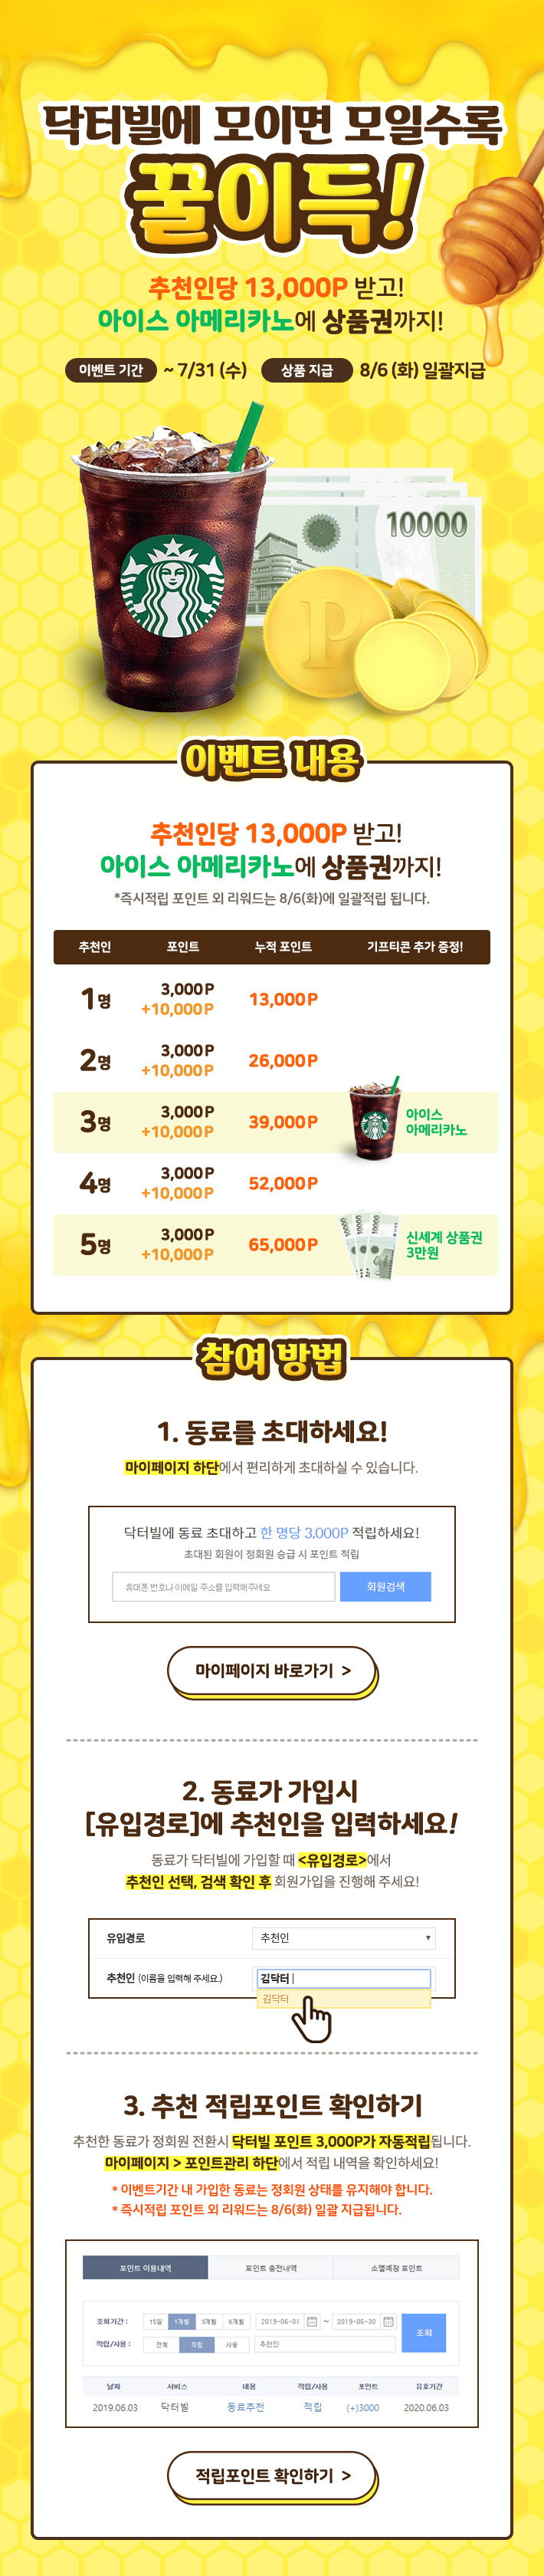 닥터빌에 모이면 모일수록
꿀이득!
추천인당 13,000P 받고!
아이스 아메리카노에 상품권까지!
이벤트 기간 ~ 7/31 (수) 상품 지급 8/6 (화) 일괄지급
10000
P
이벤트 내용
추천인당 13,000P 받고!
아이스 아메리카노에 상품권까지!
*즉시적립 포인트 외 리워드는 8/6(화)에 일괄적립 됩니다.
추천인 포인트 누적 포인트 기프티콘 추가 증정!
1명 3,000P +10,000P 13,000P
2명 3,000P +10,000P 26,000P
3명 3,000P +10,000P 39,000P 아이스 아메리카노
4명 3,000P +10,000P 52,000P
5명 3,000P +10,000P 65,000P 신세계 상품권 3만원
참여 방법
1. 동료를 초대하세요!
마이페이지 하단에서 편리하게 초대하실 수 있습니다.
닥터빌에 동료 초대하고 한 명당 3,000P 적립하세요!
초대된 회원이 정회원 승급 시 포인트 적립
휴대폰 번호나 이메일 주소를 입력해주세요 회원검색
마이페이지 바로가기 >
2. 동료가 가입시
[유입경로]에 추천인을 입력하세요!
동료가 닥터빌에 가입할 때 <유입경로>에서
추천인 선택, 검색 확인 후 회원가입을 진행해 주세요!
유입경로 추천인
추천인 (이름을 입력해 주세요.) 김닥터
김닥터
3. 추천 적립포인트 확인하기
추천한 동료가 정회원 전환시 닥터빌 포인트 3,000P가 자동적립됩니다.
마이페이지 > 포인트관리 하단에서 적립 내역을 확인하세요!
* 이벤트기간 내 가입한 동료는 정회원 상태를 유지해야 합니다.
* 즉시적립 포인트 외 리워드는 8/6(화) 일괄 지급됩니다.
포인트 이용내역 포인트 충전내역 소멸예정 포인트
조회기간 : 15일 1개월 3개월 6개월 2019-06-01 ~ 2019-06-30 조회
적립/사용 : 전체 적립 사용 추천인
날짜 서비스 내용 적립/사용 포인트 유효기간
2019.06.03 닥터빌 동료추천 적립 (+)3000 2020.06.03
적립포인트 확인하기 >